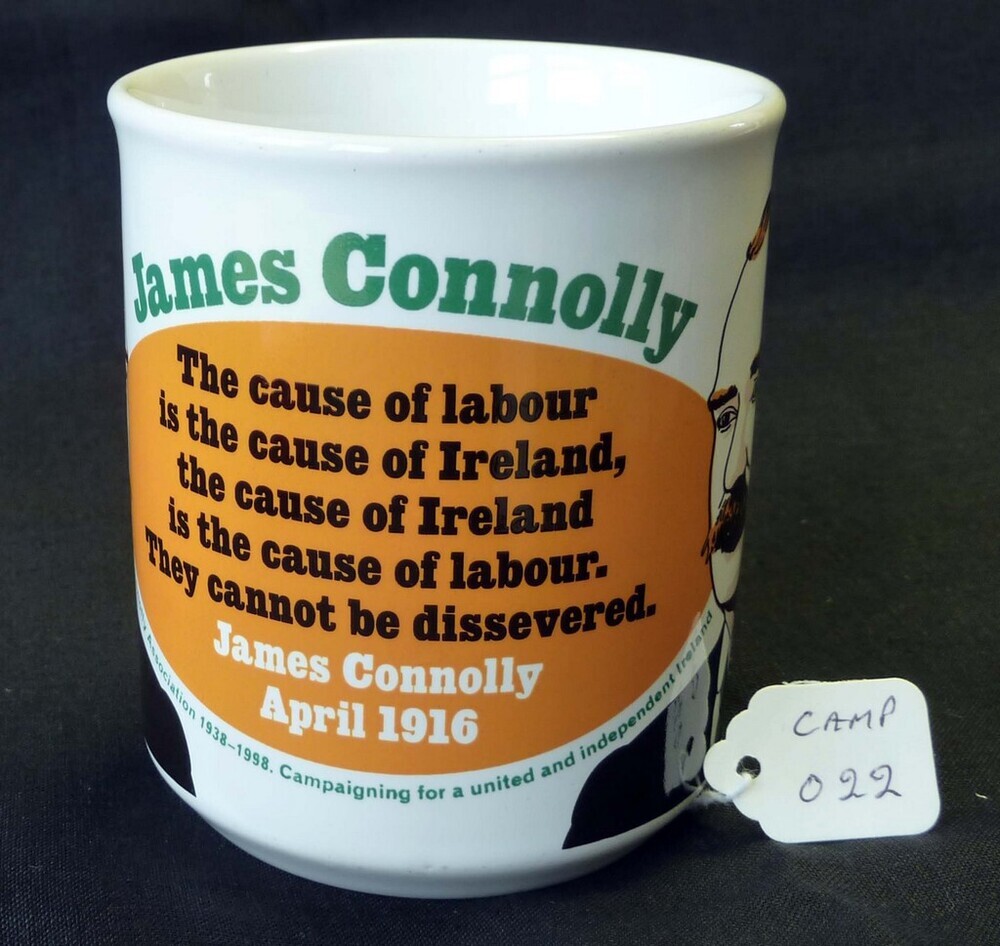 James Connolly
The cause of labour
is the cause of Ireland,
the cause of Ireland
is the cause of labour.
They cannot be dissevered.
James Connolly
April 1916
Association 1938–1998. Campaigning for a united and independent Ireland
CAMP
022